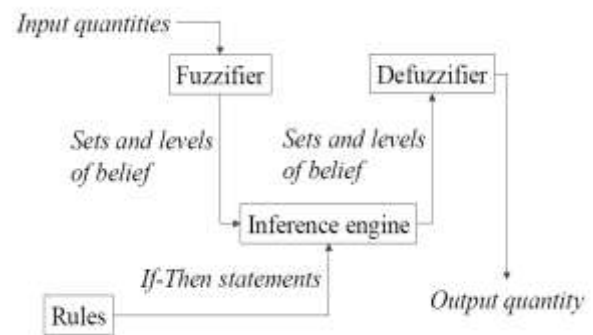 Input quantities
Fuzzifier
Defuzzifier
Sets and levels
of belief
Sets and levels
of belief
Inference engine
If-Then statements
Output quantity
Rules